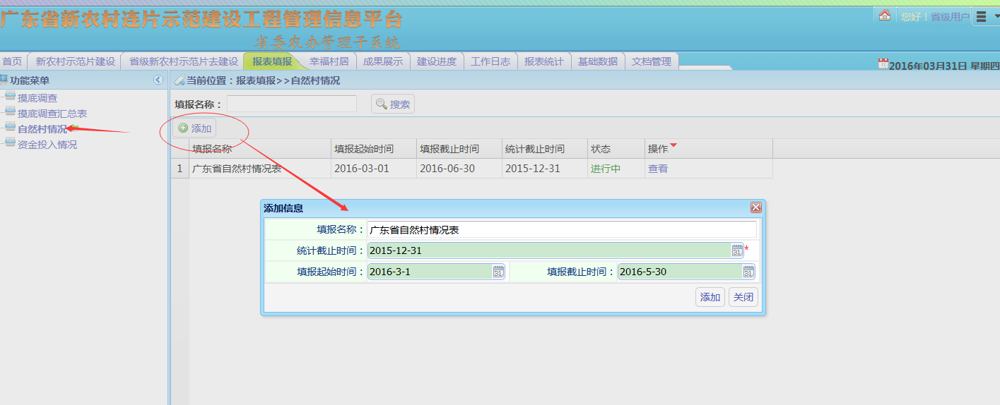 广东省新农村连片示范建设工程管理信息平台
省委农办管理子系统
您好！省级用户
首页 新农村示范片建设 省级新农村示范片去建设 报表填报 幸福村居 成果展示 建设进度 工作日志 报表统计 基础数据 文档管理
2016年03月31日 星期四
功能菜单
摸底调查
摸底调查汇总表
自然村情况
资金投入情况
当前位置：报表填报>>自然村情况
填报名称： 搜索
添加
填报名称 填报起始时间 填报截止时间 统计截止时间 状态 操作
1 广东省自然村情况表 2016-03-01 2016-06-30 2015-12-31 进行中 查看
添加信息
填报名称： 广东省自然村情况表
统计截止时间： 2015-12-31 *
填报起始时间： 2016-3-1 填报截止时间： 2016-5-30
添加 关闭